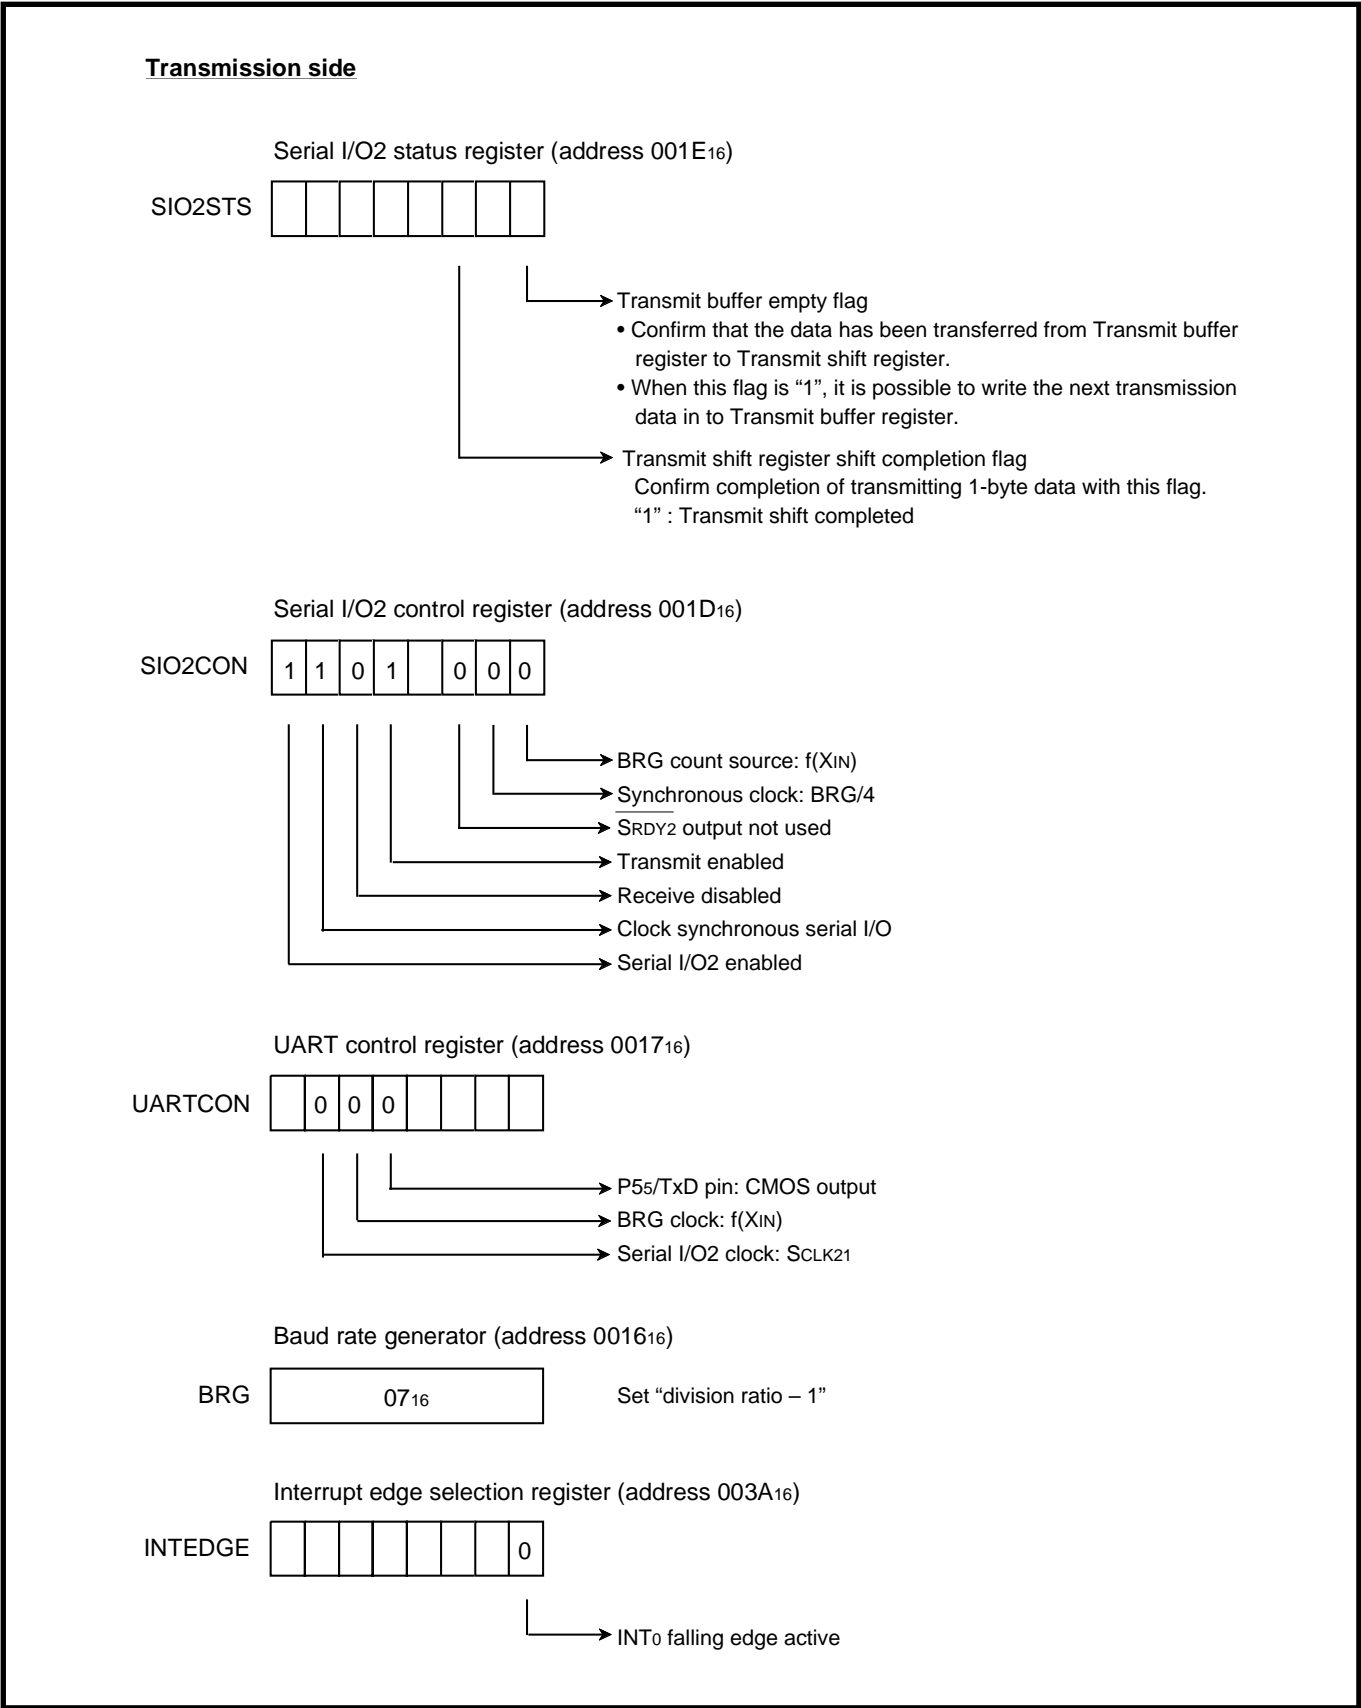 Transmission side
Serial I/O2 status register (address 001E16)
SIO2STS
Transmit buffer empty flag
• Confirm that the data has been transferred from Transmit buffer
register to Transmit shift register.
• When this flag is “1”, it is possible to write the next transmission
data in to Transmit buffer register.
Transmit shift register shift completion flag
Confirm completion of transmitting 1-byte data with this flag.
“1” : Transmit shift completed
Serial I/O2 control register (address 001D16)
SIO2CON 1 1 0 1 0 0 0
BRG count source: f(XIN)
Synchronous clock: BRG/4
SRDY2 output not used
Transmit enabled
Receive disabled
Clock synchronous serial I/O
Serial I/O2 enabled
UART control register (address 001716)
UARTCON 0 0 0
P55/TxD pin: CMOS output
BRG clock: f(XIN)
Serial I/O2 clock: SCLK21
Baud rate generator (address 001616)
BRG 0716 Set “division ratio – 1”
Interrupt edge selection register (address 003A16)
INTEDGE 0
INT0 falling edge active